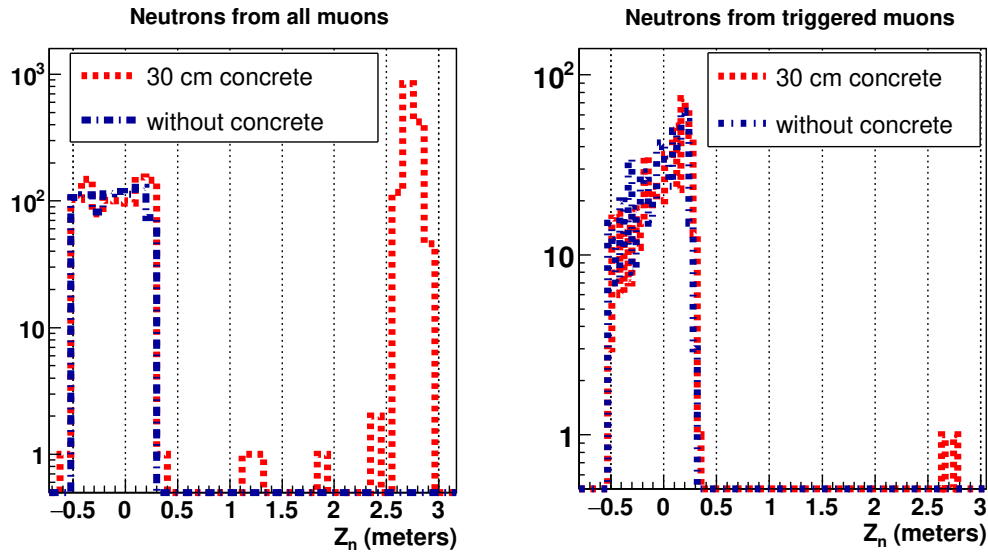 Neutrons from all muons
10³
10²
10
1
30 cm concrete
without concrete
−0.5 0 0.5 1 1.5 2 2.5 3
Zₙ (meters)
Neutrons from triggered muons
10²
10
1
30 cm concrete
without concrete
−0.5 0 0.5 1 1.5 2 2.5 3
Zₙ (meters)